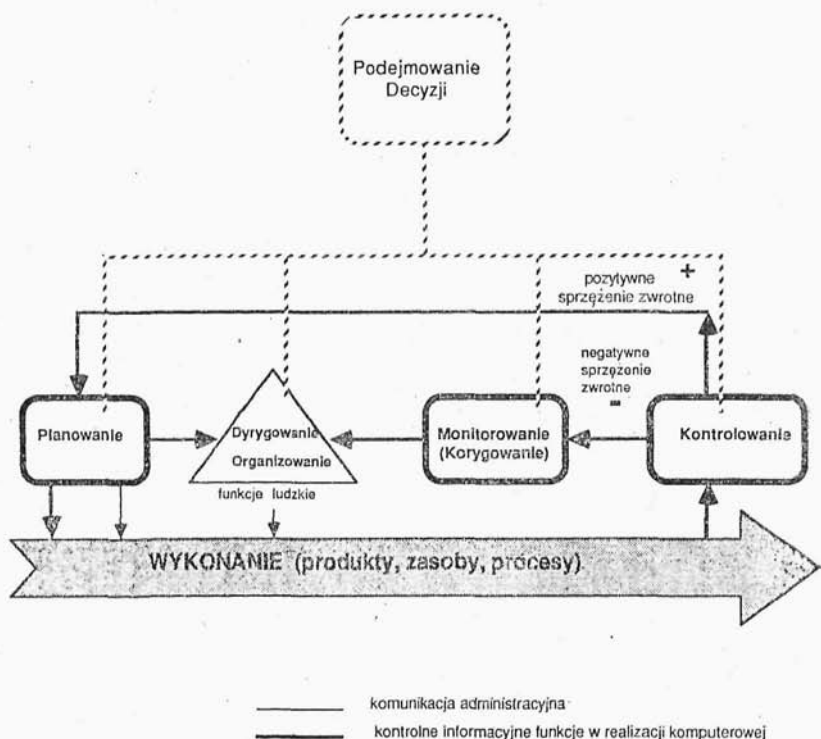 Podejmowanie
Decyzji
+
pozytywne
sprzężenie zwrotne
negatywne
sprzężenie
zwrotne
-
Planowanie
Dyrygowanie
Organizowanie
Monitorowanie
(Korygowanie)
Kontrolowanie
funkcje ludzkie
WYKONANIE (produkty, zasoby, procesy)
komunikacja administracyjna
kontrolne informacyjne funkcje w realizacji komputerowej